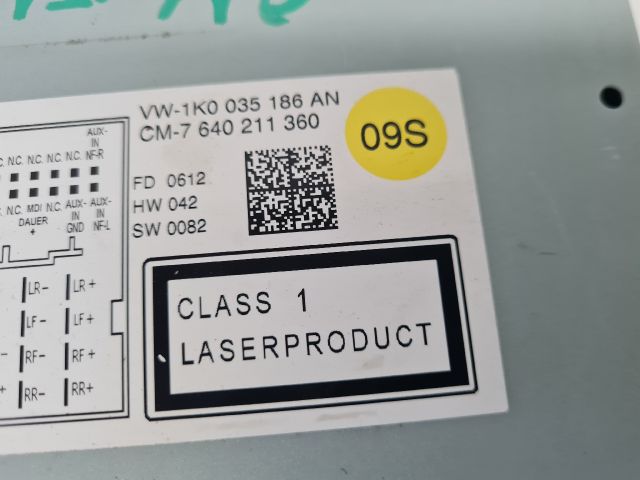 VW-1K0 035 186 AN
CM-7 640 211 360
09S
FD 0612
HW 042
SW 0082
CLASS 1
LASERPRODUCT
AUX-
IN
N.C. N.C. N.C. NF-R
N.C. MDI N.C. AUX- AUX-
DAUER IN IN
+ GND NF-L
LR- LR+
LF- LF+
RF- RF+
RR- RR+